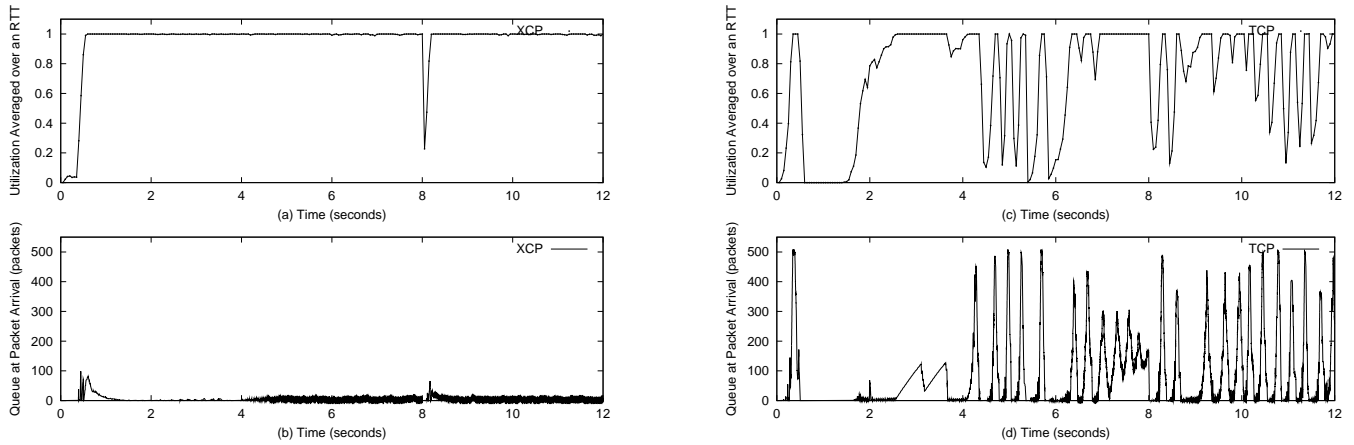 Utilization Averaged over an RTT
1
0.8
0.6
0.4
0.2
0
XCP
0 2 4 6 8 10 12
(a) Time (seconds)
Queue at Packet Arrival (packets)
500
400
300
200
100
0
XCP
0 2 4 6 8 10 12
(b) Time (seconds)
Utilization Averaged over an RTT
1
0.8
0.6
0.4
0.2
0
TCP
0 2 4 6 8 10 12
(c) Time (seconds)
Queue at Packet Arrival (packets)
500
400
300
200
100
0
TCP
0 2 4 6 8 10 12
(d) Time (seconds)